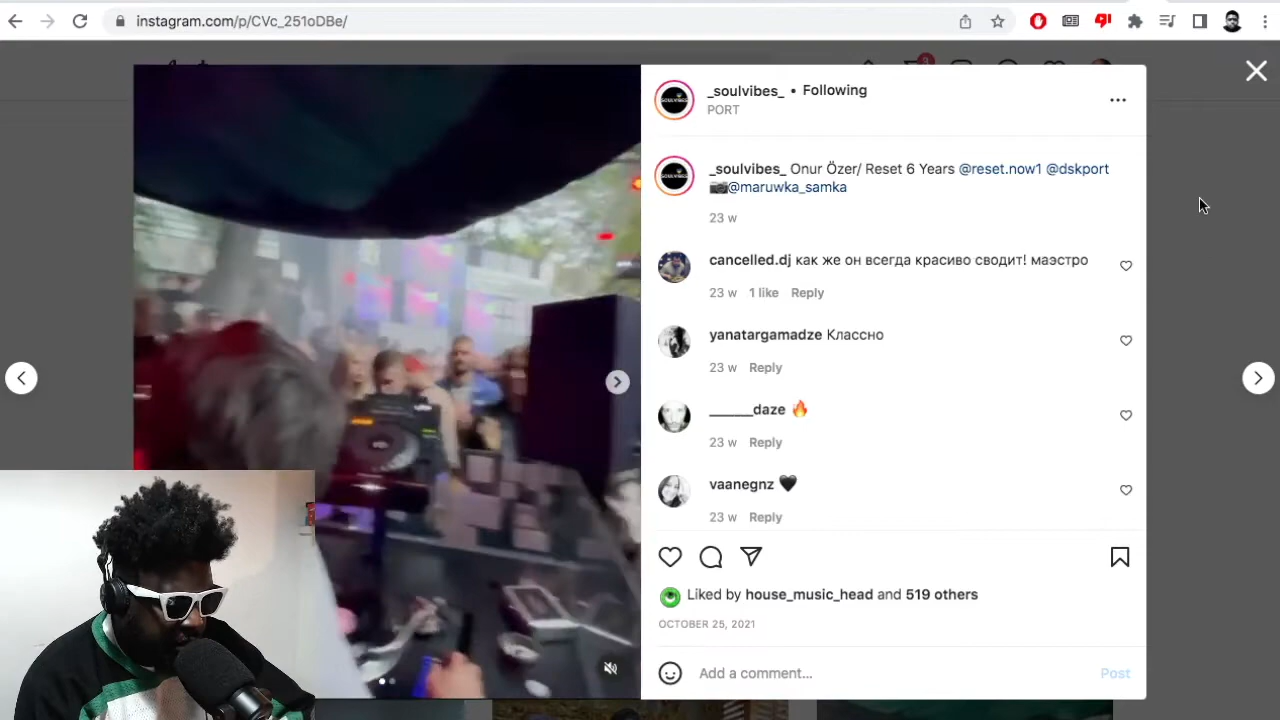 instagram.com/p/CVc_251oDBe/
3
_soulvibes_ • Following
PORT
_soulvibes_ Onur Özer/ Reset 6 Years @reset.now1 @dskport
📷@maruwka_samka
23 w
cancelled.dj как же он всегда красиво сводит! маэстро
23 w 1 like Reply
yanatargamadze Классно
23 w Reply
______daze 🔥
23 w Reply
vaanegnz 🖤
23 w Reply
Liked by house_music_head and 519 others
OCTOBER 25, 2021
Add a comment... Post